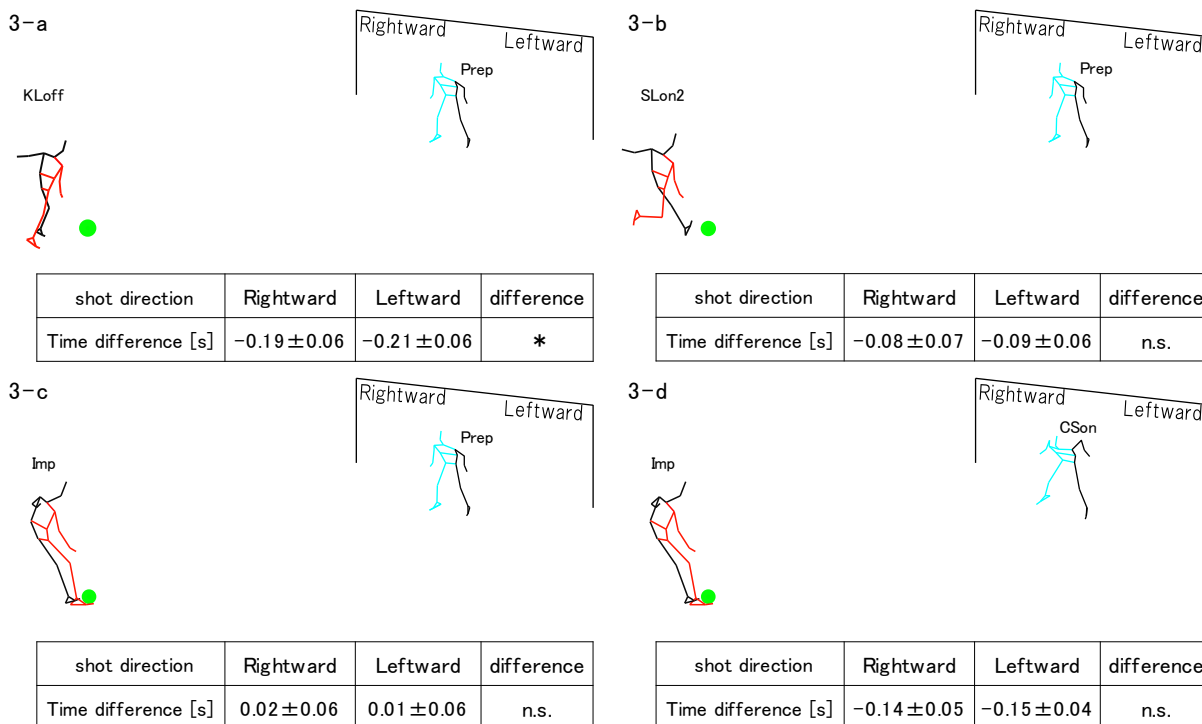 3-a
Rightward
Leftward
Prep
KLoff
shot direction Rightward Leftward difference
Time difference [s] -0.19±0.06 -0.21±0.06 *
3-b
Rightward
Leftward
Prep
SLon2
shot direction Rightward Leftward difference
Time difference [s] -0.08±0.07 -0.09±0.06 n.s.
3-c
Rightward
Leftward
Prep
Imp
shot direction Rightward Leftward difference
Time difference [s] 0.02±0.06 0.01±0.06 n.s.
3-d
Rightward
Leftward
CSon
Imp
shot direction Rightward Leftward difference
Time difference [s] -0.14±0.05 -0.15±0.04 n.s.